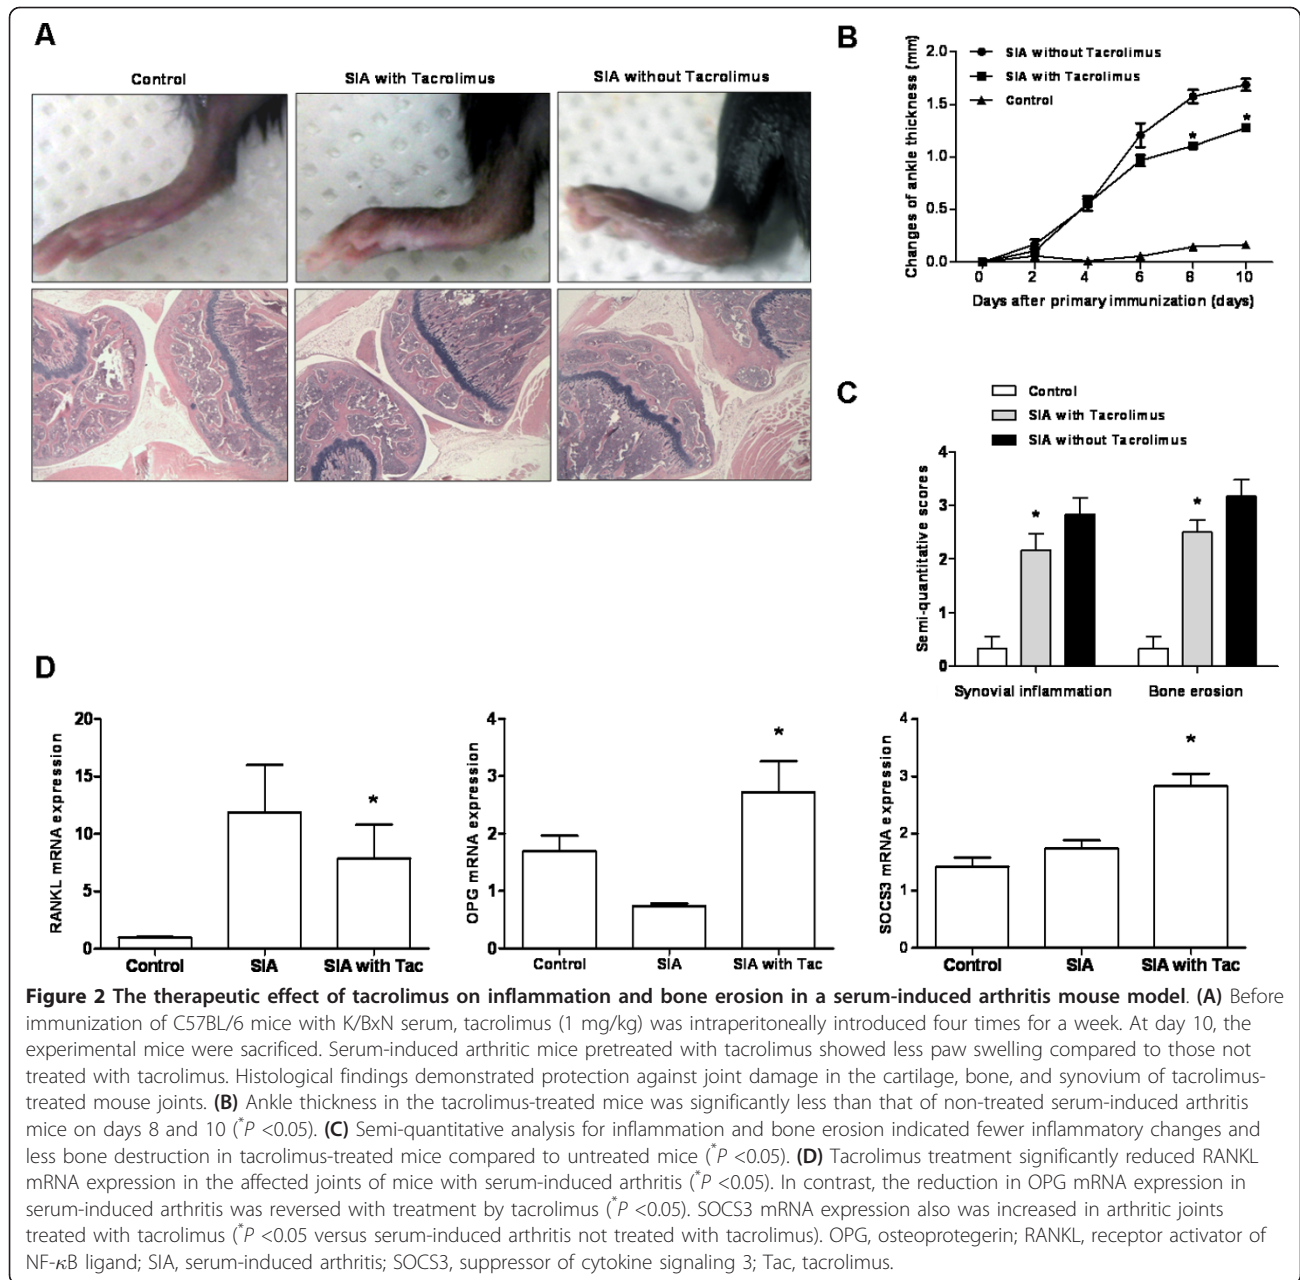 A
Control
SIA with Tacrolimus
SIA without Tacrolimus
B
Changes of ankle thickness (mm)
2.0
1.5
1.0
0.5
0.0
SIA without Tacrolimus
SIA with Tacrolimus
Control
*
*
0 2 4 6 8 10
Days after primary immunization (days)
C
Control
SIA with Tacrolimus
SIA without Tacrolimus
Semi-quantitative scores
4
3
2
1
0
*
*
Synovial inflammation Bone erosion
D
RANKL mRNA expression
20
15
10
5
0
*
Control SIA SIA with Tac
OPG mRNA expression
4
3
2
1
0
*
Control SIA SIA with Tac
SOCS3 mRNA expression
4
3
2
1
0
*
Control SIA SIA with Tac
Figure 2 The therapeutic effect of tacrolimus on inflammation and bone erosion in a serum-induced arthritis mouse model. (A) Before
immunization of C57BL/6 mice with K/BxN serum, tacrolimus (1 mg/kg) was intraperitoneally introduced four times for a week. At day 10, the
experimental mice were sacrificed. Serum-induced arthritic mice pretreated with tacrolimus showed less paw swelling compared to those not
treated with tacrolimus. Histological findings demonstrated protection against joint damage in the cartilage, bone, and synovium of tacrolimus-
treated mouse joints. (B) Ankle thickness in the tacrolimus-treated mice was significantly less than that of non-treated serum-induced arthritis
mice on days 8 and 10 (*P <0.05). (C) Semi-quantitative analysis for inflammation and bone erosion indicated fewer inflammatory changes and
less bone destruction in tacrolimus-treated mice compared to untreated mice (*P <0.05). (D) Tacrolimus treatment significantly reduced RANKL
mRNA expression in the affected joints of mice with serum-induced arthritis (*P <0.05). In contrast, the reduction in OPG mRNA expression in
serum-induced arthritis was reversed with treatment by tacrolimus (*P <0.05). SOCS3 mRNA expression also was increased in arthritic joints
treated with tacrolimus (*P <0.05 versus serum-induced arthritis not treated with tacrolimus). OPG, osteoprotegerin; RANKL, receptor activator of
NF-κB ligand; SIA, serum-induced arthritis; SOCS3, suppressor of cytokine signaling 3; Tac, tacrolimus.